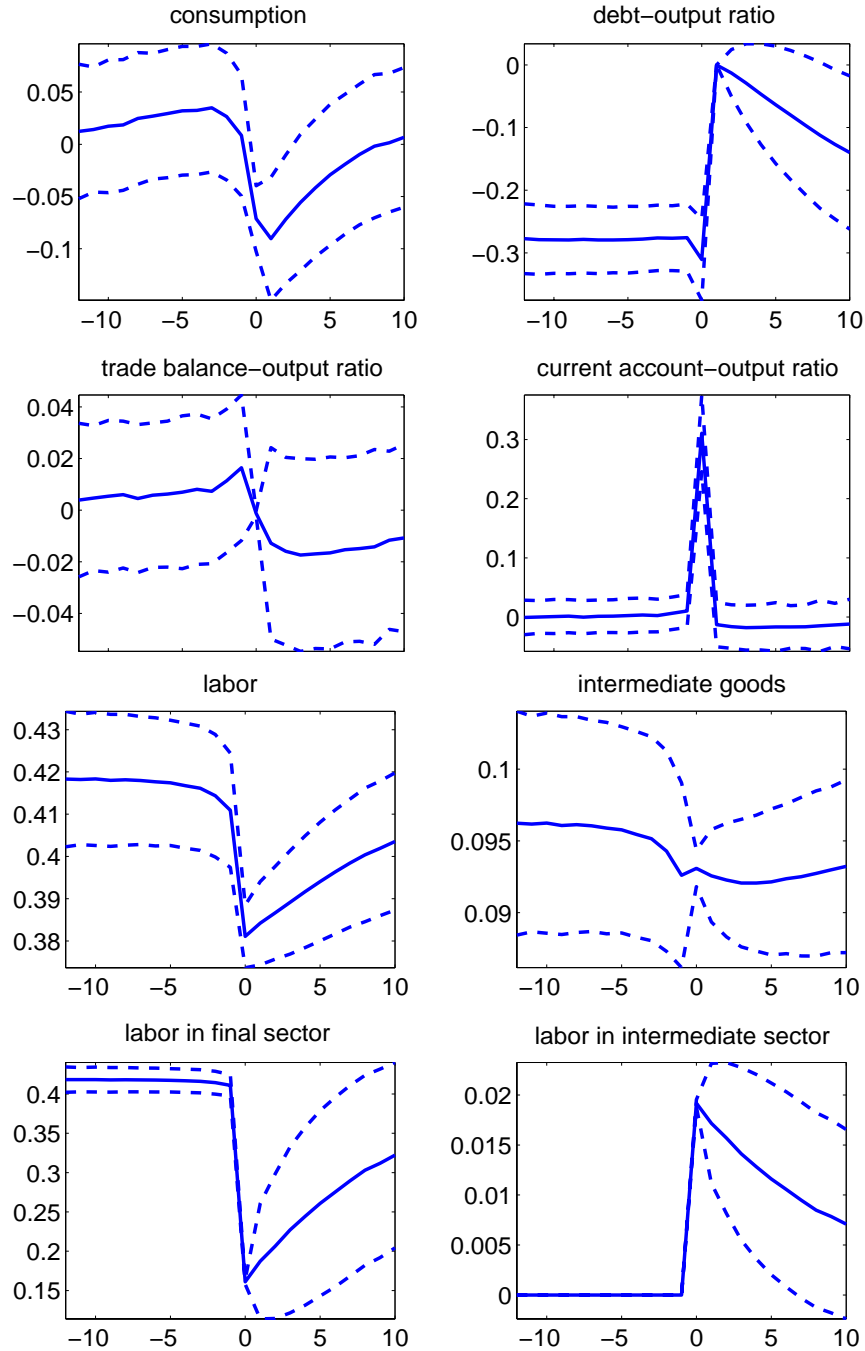 consumption
0.05
0
−0.05
−0.1
−10 −5 0 5 10
debt−output ratio
0
−0.1
−0.2
−0.3
−10 −5 0 5 10
trade balance−output ratio
0.04
0.02
0
−0.02
−0.04
current account−output ratio
0.3
0.2
0.1
0
labor
0.43
0.42
0.41
0.4
0.39
0.38
−10 −5 0 5 10
intermediate goods
0.1
0.095
0.09
−10 −5 0 5 10
labor in final sector
0.4
0.35
0.3
0.25
0.2
0.15
−10 −5 0 5 10
labor in intermediate sector
0.02
0.015
0.01
0.005
0
−10 −5 0 5 10